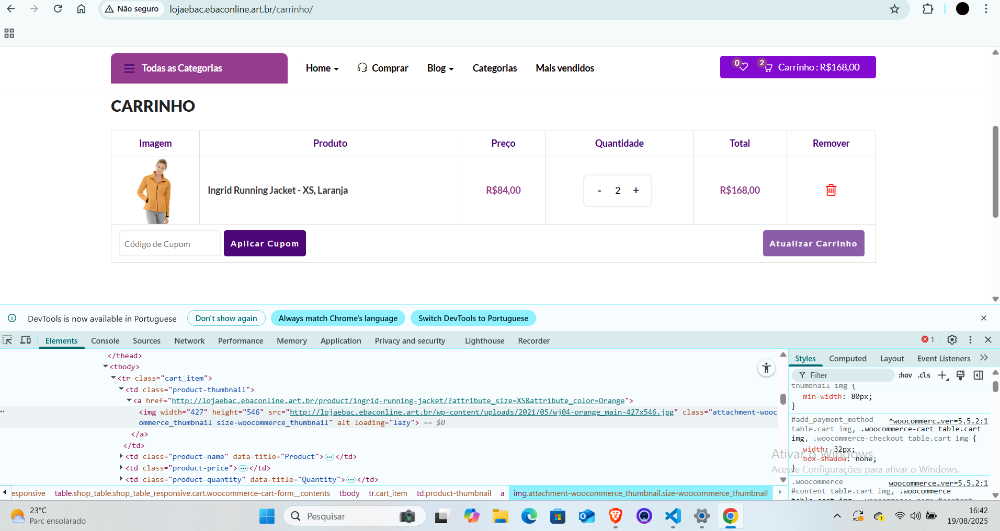 Não seguro
lojaebac.ebaconline.art.br/carrinho/
Todas as Categorias
Home
Comprar
Blog
Categorias
Mais vendidos
0
2
Carrinho : R$168,00
CARRINHO
Imagem
Produto
Preço
Quantidade
Total
Remover
Ingrid Running Jacket - XS, Laranja
R$84,00
- 2 +
R$168,00
Código de Cupom
Aplicar Cupom
Atualizar Carrinho
DevTools is now available in Portuguese
Don't show again
Always match Chrome's language
Switch DevTools to Portuguese
Elements
Console
Sources
Network
Performance
Memory
Application
Privacy and security
Lighthouse
Recorder
1
</thead>
<tbody>
<tr class="cart_item">
<td class="product-thumbnail">
<a href="http://lojaebac.ebaconline.art.br/product/ingrid-running-jacket/?attribute_size=XS&attribute_color=Orange">
<img width="427" height="546" src="http://lojaebac.ebaconline.art.br/wp-content/uploads/2021/05/wj04-orange_main-427x546.jpg" class="attachment-wooc
ommerce_thumbnail size-woocommerce_thumbnail" alt loading="lazy"> == $0
</a>
</td>
<td class="product-name" data-title="Product">…</td>
<td class="product-price">…</td>
<td class="product-quantity" data-title="Quantity">…</td>
esponsive
table.shop_table.shop_table_responsive.cart.woocommerce-cart-form__contents
tbody
tr.cart_item
td.product-thumbnail
a
img.attachment-woocommerce_thumbnail.size-woocommerce_thumbnail
Styles
Computed
Layout
Event Listeners
Filter
:hov
.cls
thumbnail img {
min-width: 80px;
}
#add_payment_method
*woocommerc…ver=5.5.2:1
table.cart img, .woocommerce-cart table.cart
img, .woocommerce-checkout table.cart img {
width: 32px;
box-shadow: none;
}
Ativar o Windows
Acesse Configurações para ativar o Windows.
.woocommerce
woocommerce…ver=5.5.2:1
#content table.cart img, .woocommerce
table.cart img, .woocommerce-page #content
23°C
Parc ensolarado
Pesquisar
16:42
19/08/2025